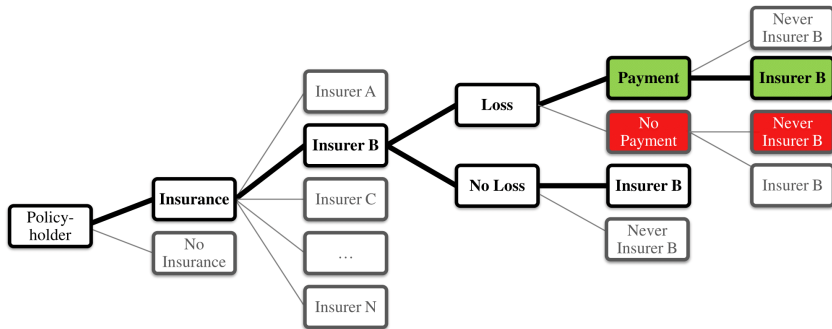 Policy-
holder
Insurance
No
Insurance
Insurer A
Insurer B
Insurer C
…
Insurer N
Loss
No Loss
Payment
No
Payment
Insurer B
Never
Insurer B
Never
Insurer B
Insurer B
Never
Insurer B
Insurer B